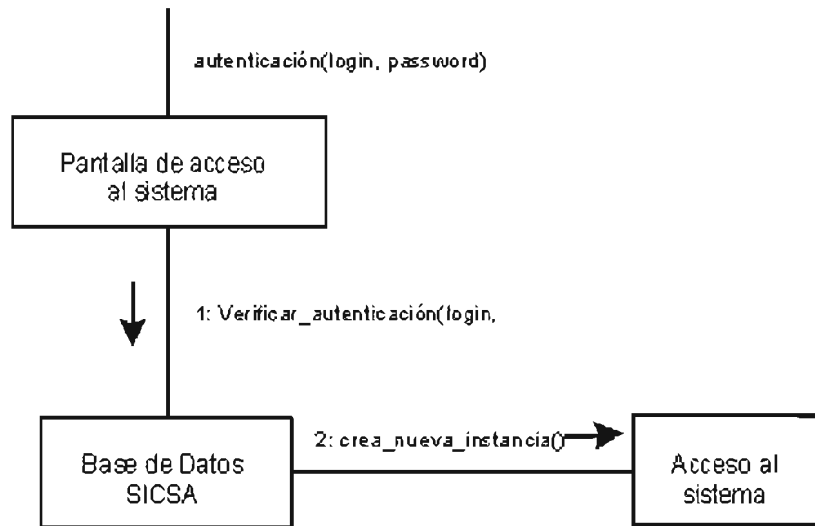 autenticación(login, password)
Pantalla de acceso
al sistema
1: Verificar_autenticación(login,
2: crea_nueva_instancia()
Base de Datos
SICSA
Acceso al
sistema